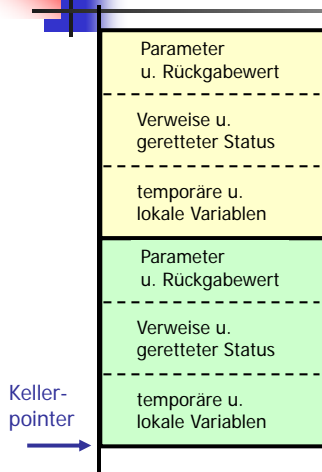 Parameter
u. Rückgabewert
Verweise u.
geretteter Status
temporäre u.
lokale Variablen
Parameter
u. Rückgabewert
Verweise u.
geretteter Status
temporäre u.
lokale Variablen
Keller-
pointer